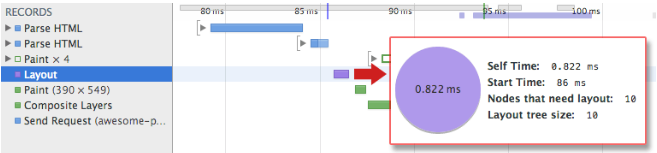 RECORDS
80 ms 85 ms 90 ms 95 ms 100 ms
Parse HTML
Parse HTML
Paint × 4
Layout
Paint (390 × 549)
Composite Layers
Send Request (awesome-p...
0.822 ms
Self Time: 0.822 ms
Start Time: 86 ms
Nodes that need layout: 10
Layout tree size: 10